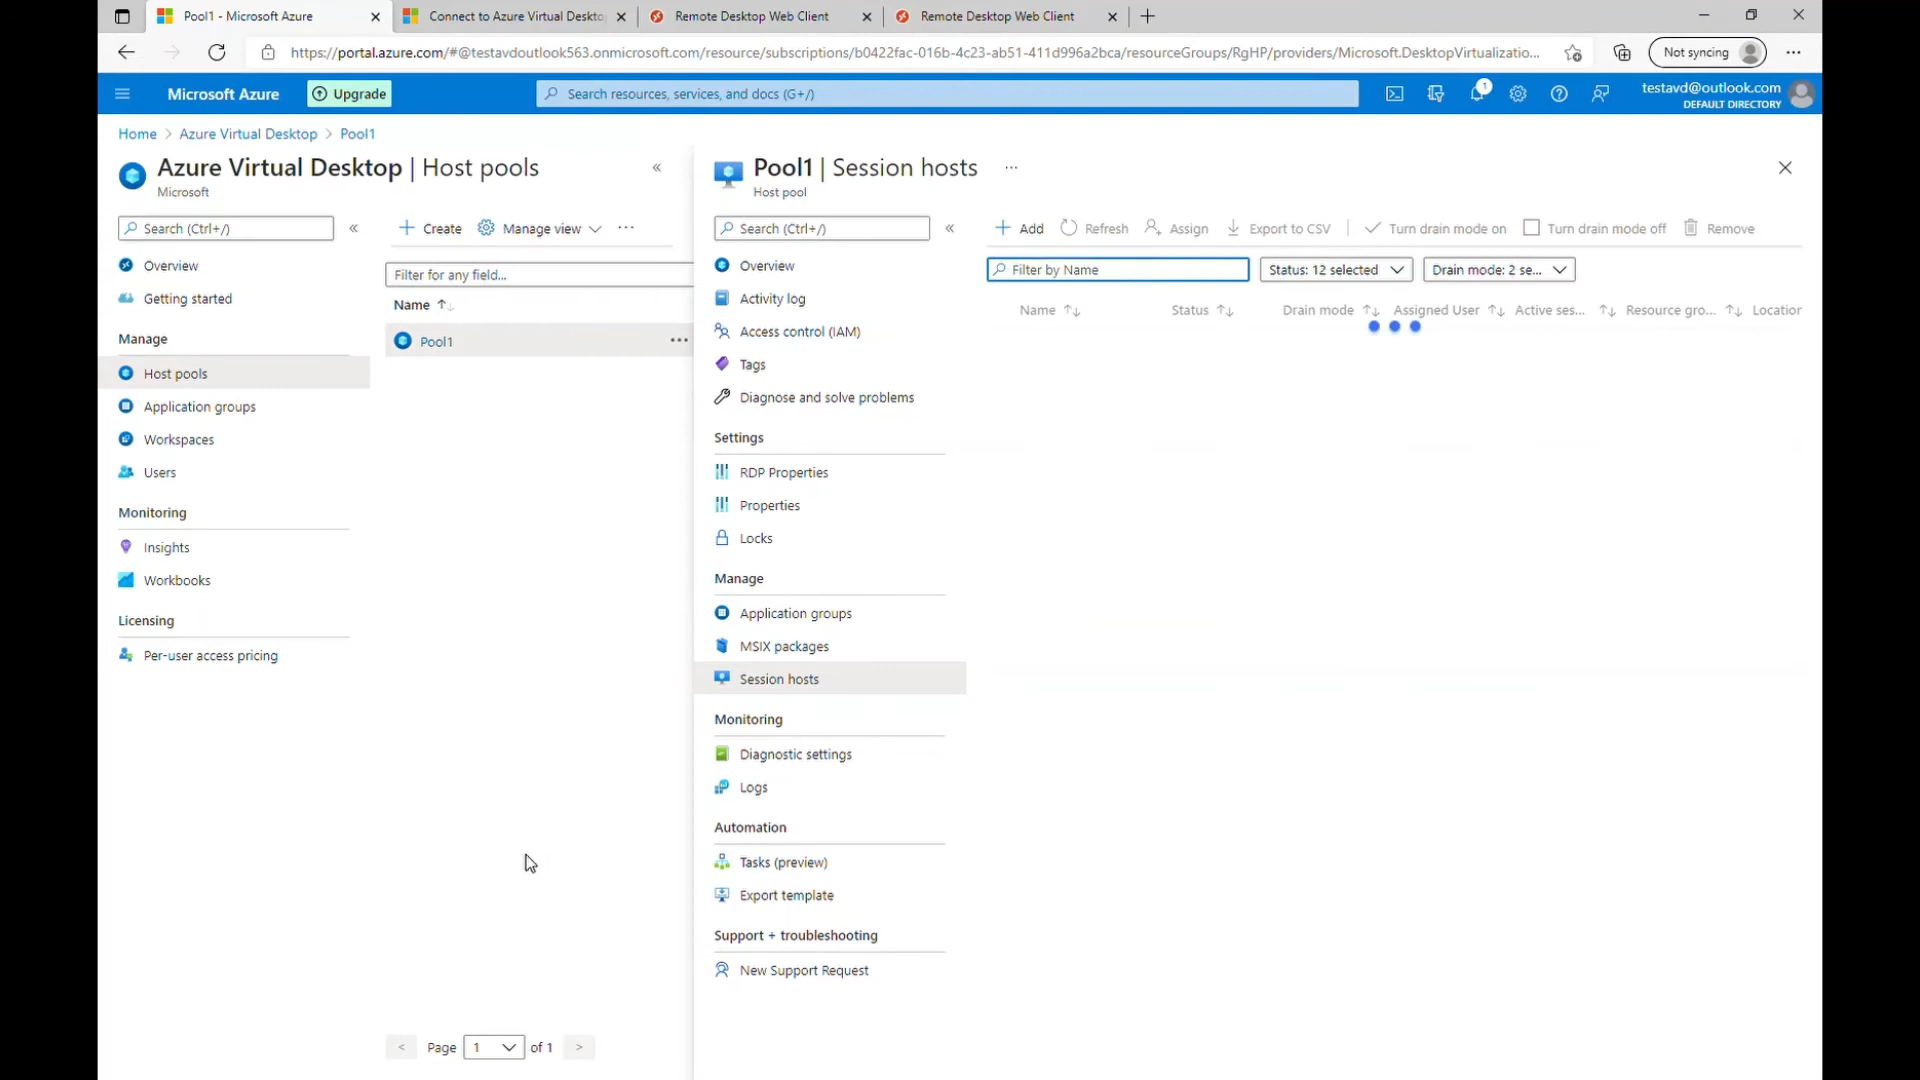 Pool1 - Microsoft Azure
Connect to Azure Virtual Deskto
Remote Desktop Web Client
Remote Desktop Web Client
https://portal.azure.com/#@testavdoutlook563.onmicrosoft.com/resource/subscriptions/b0422fac-016b-4c23-ab51-411d996a2bca/resourceGroups/RgHP/providers/Microsoft.DesktopVirtualizatio...
Not syncing
Microsoft Azure
Upgrade
Search resources, services, and docs (G+/)
1
testavd@outlook.com
DEFAULT DIRECTORY
Home > Azure Virtual Desktop > Pool1
Azure Virtual Desktop | Host pools
Microsoft
Search (Ctrl+/)
Overview
Getting started
Manage
Host pools
Application groups
Workspaces
Users
Monitoring
Insights
Workbooks
Licensing
Per-user access pricing
Create
Manage view
Filter for any field...
Name
Pool1
< Page 1 of 1 >
Pool1 | Session hosts
Host pool
Search (Ctrl+/)
Overview
Activity log
Access control (IAM)
Tags
Diagnose and solve problems
Settings
RDP Properties
Properties
Locks
Manage
Application groups
MSIX packages
Session hosts
Monitoring
Diagnostic settings
Logs
Automation
Tasks (preview)
Export template
Support + troubleshooting
New Support Request
Add Refresh Assign Export to CSV Turn drain mode on Turn drain mode off Remove
Filter by Name Status: 12 selected Drain mode: 2 se...
Name Status Drain mode Assigned User Active ses... Resource gro... Location